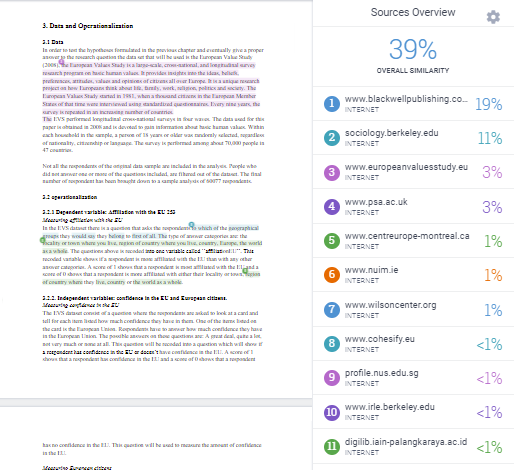 3. Data and Operationalization
3.1 Data
In order to test the hypotheses formulated in the previous chapter and eventually give a proper
answer to the research question the data set that will be used is the European Value Study
(2008). the European Values Study is a large-scale, cross-national, and longitudinal survey
research program on basic human values. It provides insights into the ideas, beliefs,
preferences, attitudes, values and opinions of citizens all over Europe. It is a unique research
project on how Europeans think about life, family, work, religion, politics and society. The
European Values Study started in 1981, when a thousand citizens in the European Member
States of that time were interviewed using standardized questionnaires. Every nine years, the
survey is repeated in an increasing number of countries.
The EVS performed longitudinal cross-national surveys in four waves. The data used for this
paper is obtained in 2008 and is devoted to gain information about basic human values. Within
each household in the sample, a person of 18 years or older was randomly selected, regardless
of nationality, citizenship or language. The survey is performed among about 70.000 people in
47 countries.
Not all the respondents of the original data sample are included in the analysis. People who
did not answer one or more of the questions included, are filtered out of the dataset. The final
number of respondents has been brought down to a sample analysis of 60077 respondents.
3.2 operationalization
3.2.1 Dependent variable: Affiliation with the EU 253
Measuring affiliation with the EU
In the EVS dataset there is a question that asks the respondents to which of the geographical
groups they would say they belong to first of all. The type of answer categories are: the
locality or town where you live, region of country where you live, country, Europe, the world
as a whole. The questions above is recoded into one variable called "affiliationEU". This
recoded variable shows if a respondent is most affiliated with the EU than with any other
answer categories. A score of 1 shows that a respondent is most affiliated with the EU and a
score of 0 shows that a respondent is more affiliated with either their locality or town, region
of country where they live, country or the world as a whole.
3.2.2. Independent variables: confidence in the EU and European citizens.
Measuring confidence in the EU
The EVS dataset consist of a question where the respondents are asked to look at a card and
tell for each item listed how much confidence they have in them. One of the items listed on
the card is the European Union. Respondents have to answer how much confidence they have
in the European Union. The possible answers on these questions are: A great deal, quite a lot,
not very much or none at all. This question will be recoded into a question which will show if
a respondent has confidence in the EU or doesn't have confidence in the EU. A score of 1
shows that a respondent has confidence in the EU and a score of 0 shows that a respondent
has no confidence in the EU. This question will be used to measure the amount of confidence
in the EU.
Measuring European citizens
Sources Overview
39%
OVERALL SIMILARITY
1 www.blackwellpublishing.co... 19%
INTERNET
2 sociology.berkeley.edu 11%
INTERNET
3 www.europeanvaluesstudy.eu 3%
INTERNET
4 www.psa.ac.uk 3%
INTERNET
5 www.centreurope-montreal.ca 1%
INTERNET
6 www.nuim.ie 1%
INTERNET
7 www.wilsoncenter.org 1%
INTERNET
8 www.cohesify.eu <1%
INTERNET
9 profile.nus.edu.sg <1%
INTERNET
10 www.irle.berkeley.edu <1%
INTERNET
11 digilib.iain-palangkaraya.ac.id <1%
INTERNET